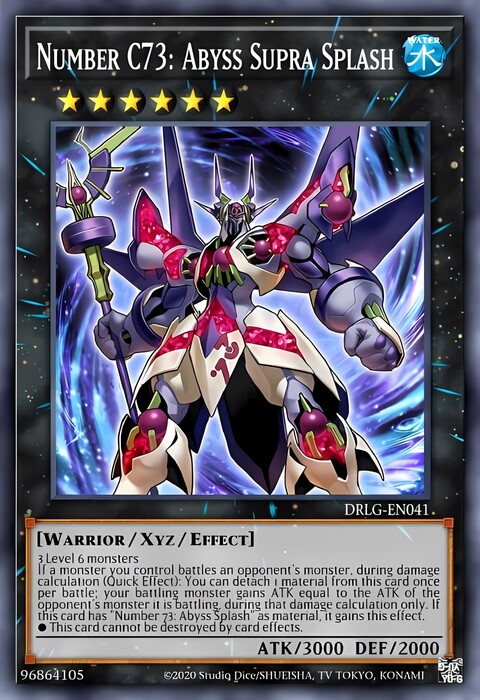 NUMBER C73: ABYSS SUPRA SPLASH
WATER
水
73
DRLG-EN041
[WARRIOR/XYZ/EFFECT]
3 Level 6 monsters
If a monster you control battles an opponent's monster, during damage
calculation (Quick Effect): You can detach 1 material from this card once
per battle; your battling monster gains ATK equal to the ATK of the
opponent's monster it is battling, during that damage calculation only. If
this card has "Number 73: Abyss Splash" as material, it gains this effect.
● This card cannot be destroyed by card effects.
ATK/3000 DEF/2000
96864105
©2020 Studio Dice/SHUEISHA, TV TOKYO, KONAMI